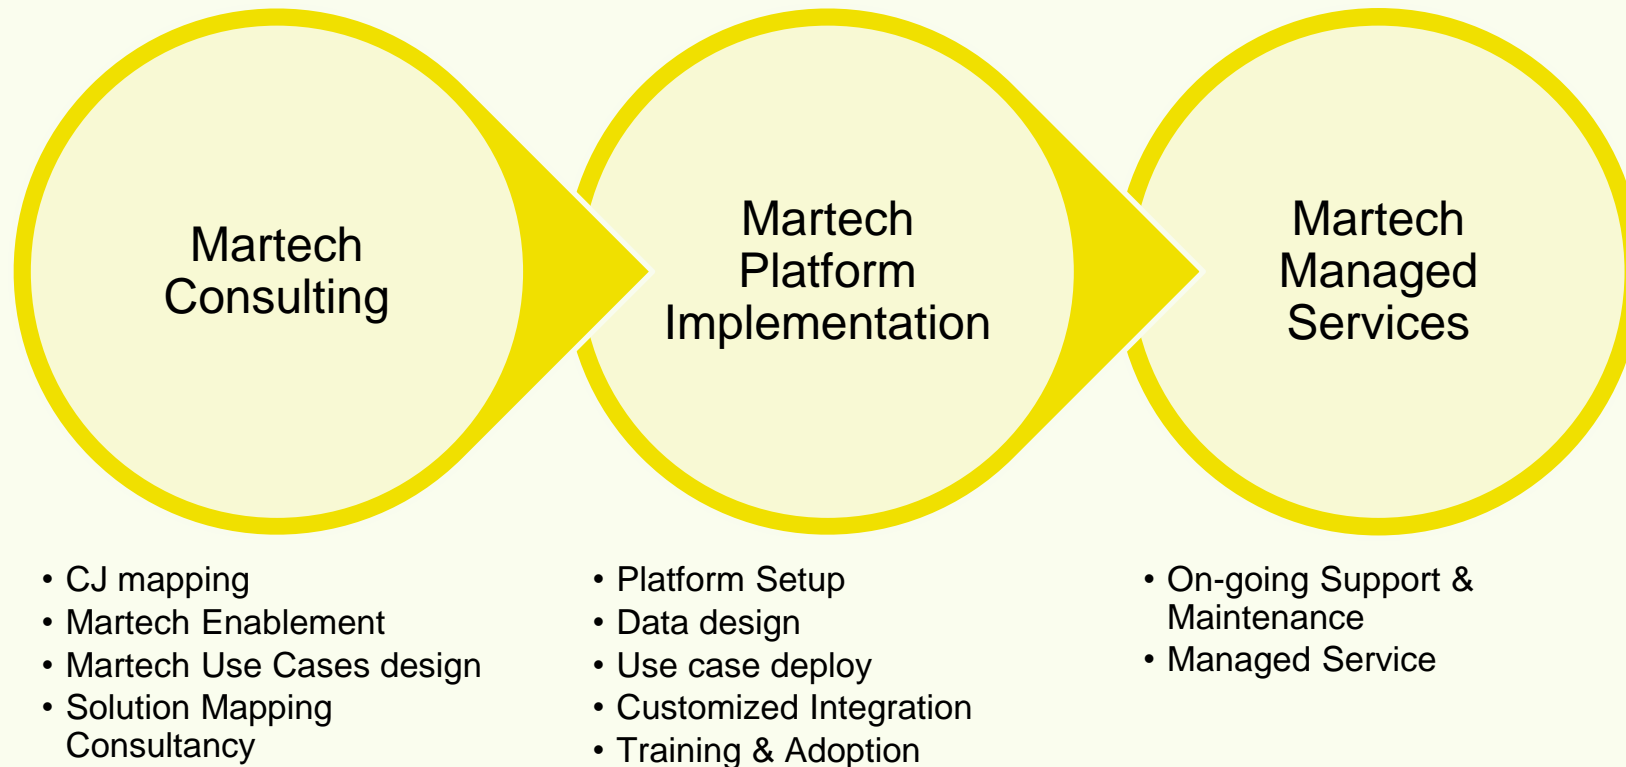 Martech
Consulting
Martech
Platform
Implementation
Martech
Managed
Services
• CJ mapping
• Martech Enablement
• Martech Use Cases design
• Solution Mapping
Consultancy
• Platform Setup
• Data design
• Use case deploy
• Customized Integration
• Training & Adoption
• On-going Support &
Maintenance
• Managed Service